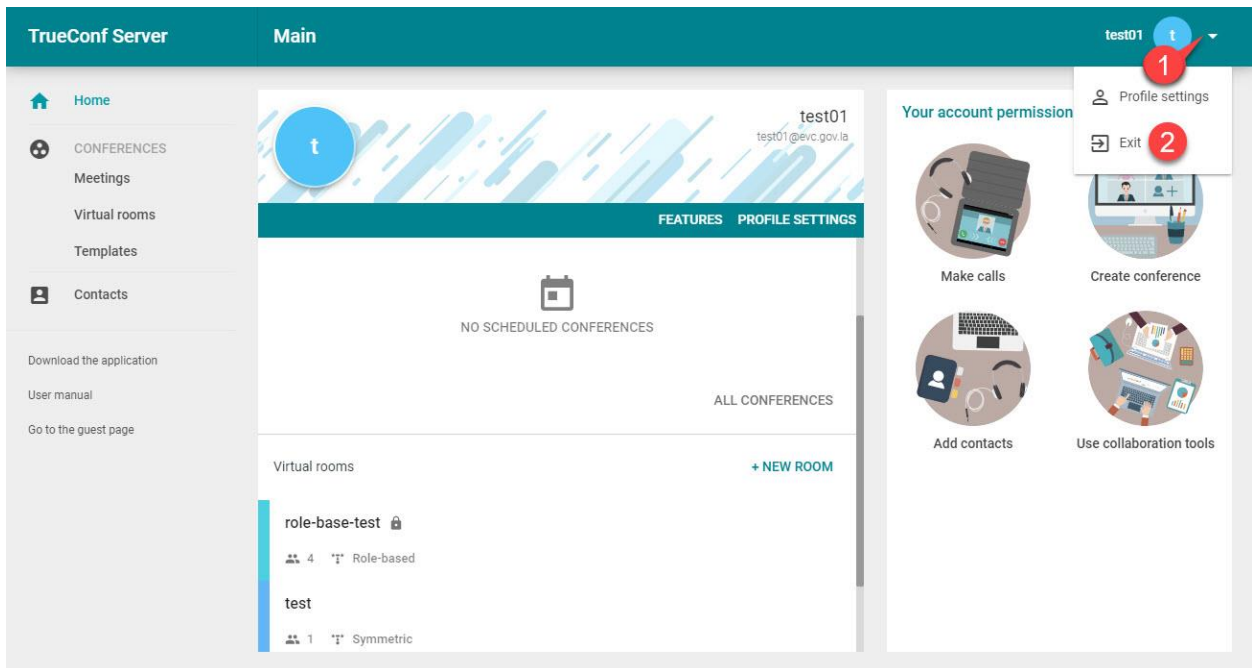 TrueConf Server
Main
test01 t
1
Profile settings
Exit 2
Home
CONFERENCES
Meetings
Virtual rooms
Templates
Contacts
Download the application
User manual
Go to the guest page
t
test01
test01@evc.gov.la
FEATURES PROFILE SETTINGS
NO SCHEDULED CONFERENCES
ALL CONFERENCES
Virtual rooms + NEW ROOM
role-base-test
4 Role-based
test
1 Symmetric
Your account permission
Make calls
Create conference
Add contacts
Use collaboration tools